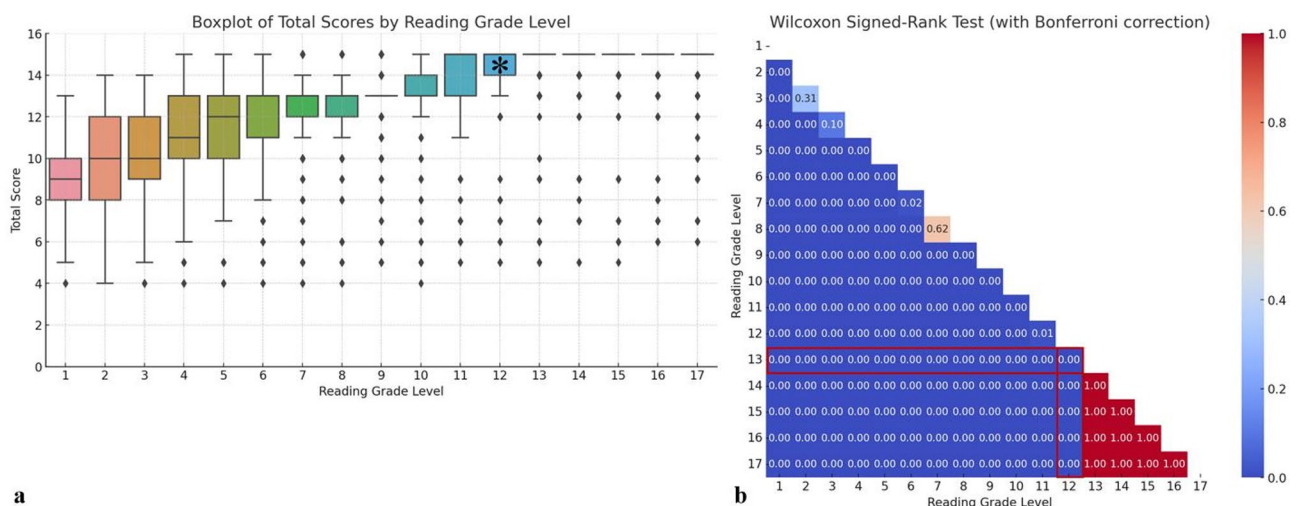 Boxplot of Total Scores by Reading Grade Level
16
14
12
10
8
6
4
2
0
Total Score
*
1 2 3 4 5 6 7 8 9 10 11 12 13 14 15 16 17
Reading Grade Level
a
Wilcoxon Signed-Rank Test (with Bonferroni correction)
Reading Grade Level
1
2 0.00
3 0.00 0.31
4 0.00 0.00 0.10
5 0.00 0.00 0.00 0.00
6 0.00 0.00 0.00 0.00 0.00
7 0.00 0.00 0.00 0.00 0.00 0.02
8 0.00 0.00 0.00 0.00 0.00 0.00 0.62
9 0.00 0.00 0.00 0.00 0.00 0.00 0.00 0.00
10 0.00 0.00 0.00 0.00 0.00 0.00 0.00 0.00 0.00
11 0.00 0.00 0.00 0.00 0.00 0.00 0.00 0.00 0.00 0.00
12 0.00 0.00 0.00 0.00 0.00 0.00 0.00 0.00 0.00 0.00 0.01
13 0.00 0.00 0.00 0.00 0.00 0.00 0.00 0.00 0.00 0.00 0.00 0.00
14 0.00 0.00 0.00 0.00 0.00 0.00 0.00 0.00 0.00 0.00 0.00 0.00 1.00
15 0.00 0.00 0.00 0.00 0.00 0.00 0.00 0.00 0.00 0.00 0.00 0.00 1.00 1.00
16 0.00 0.00 0.00 0.00 0.00 0.00 0.00 0.00 0.00 0.00 0.00 0.00 1.00 1.00 1.00
17 0.00 0.00 0.00 0.00 0.00 0.00 0.00 0.00 0.00 0.00 0.00 0.00 1.00 1.00 1.00 1.00
1 2 3 4 5 6 7 8 9 10 11 12 13 14 15 16 17
Reading Grade Level
1.0
0.8
0.6
0.4
0.2
0.0
b